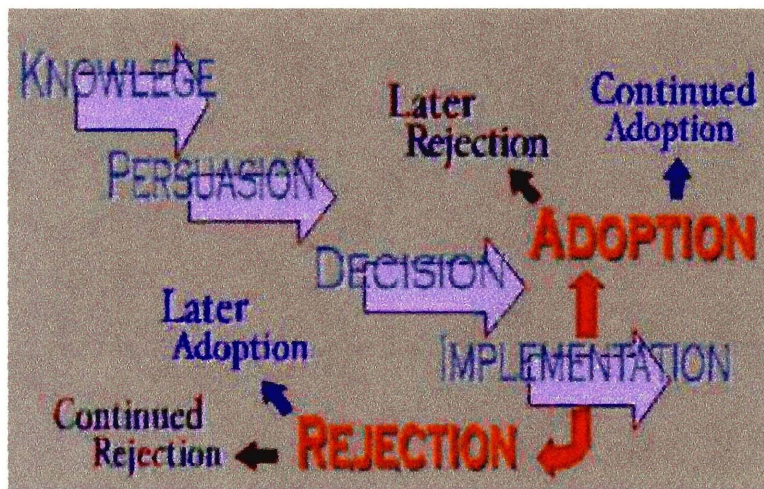 KNOWLEGE
PERSUASION
DECISION
IMPLEMENTATION
Later
Rejection
Continued
Adoption
ADOPTION
Later
Adoption
Continued
Rejection
REJECTION